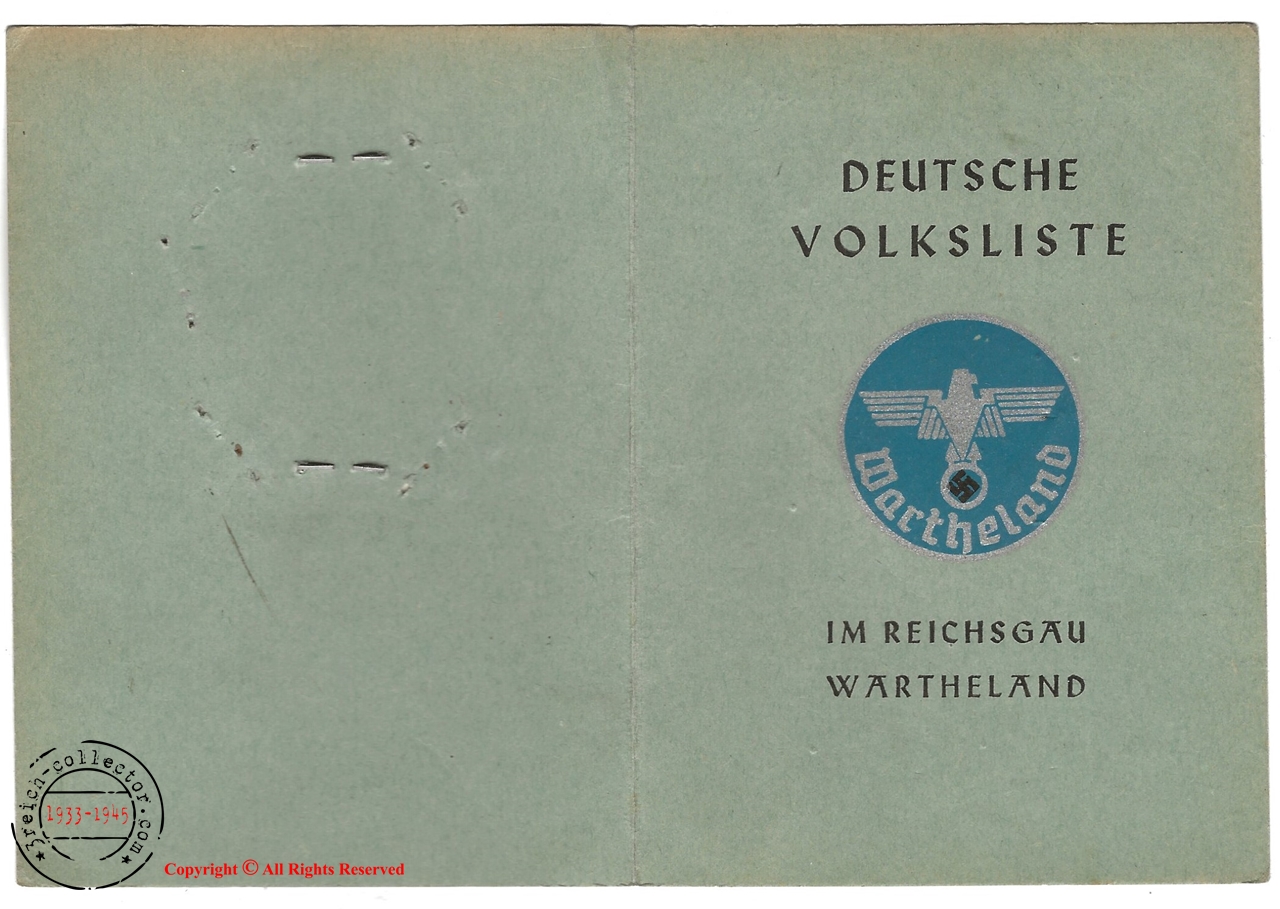 DEUTSCHE
VOLKSLISTE
Wartheland
IM REICHSGAU
WARTHELAND
3reich-collector.com
1933-1945
Copyright © All Rights Reserved